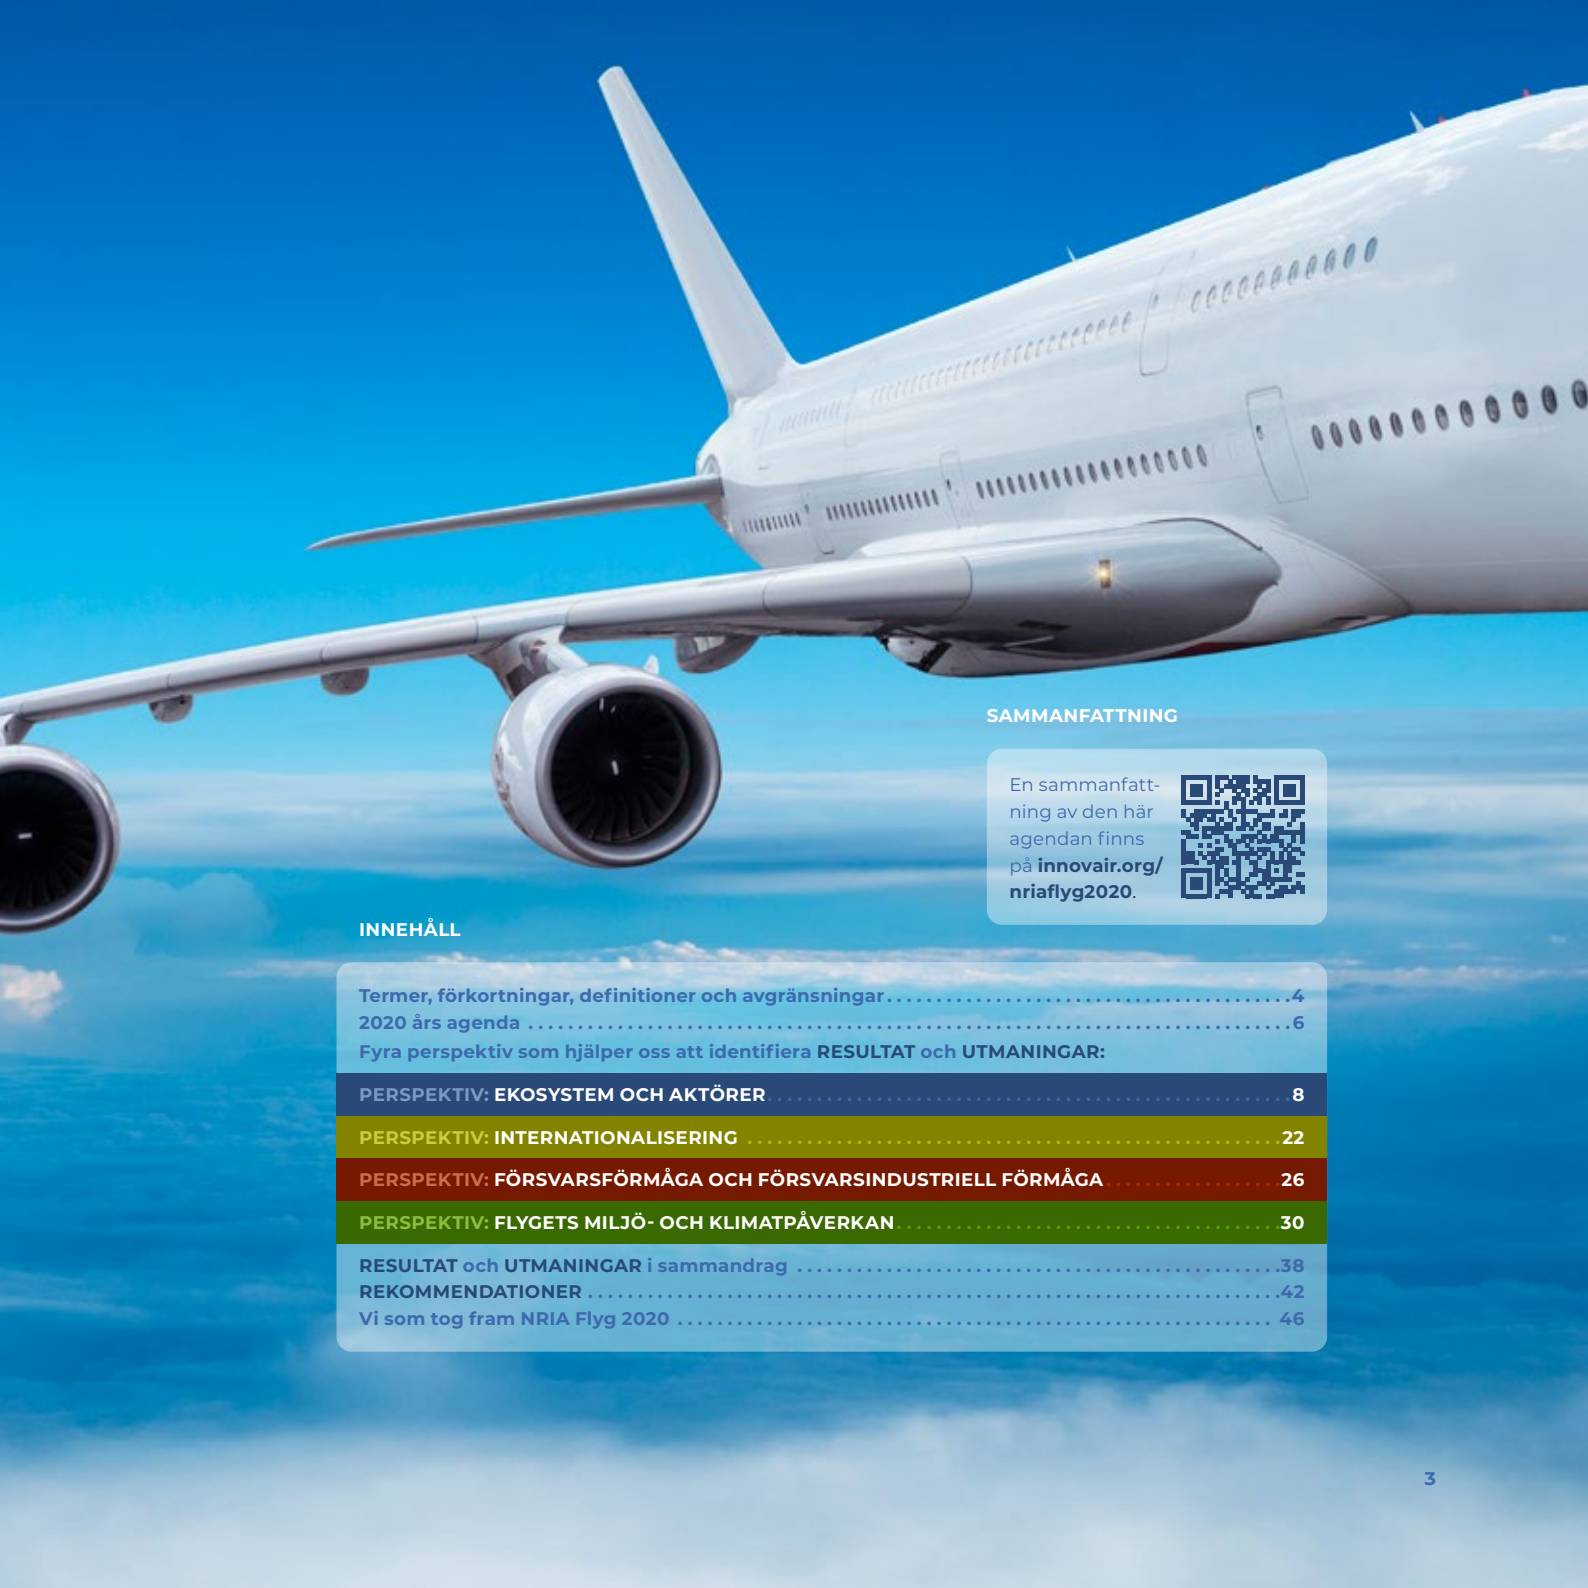 SAMMANFATTNING
En sammanfatt-
ning av den här
agendan finns
på innovair.org/
nriaflyg2020.
INNEHÅLL
Termer, förkortningar, definitioner och avgränsningar. . . . . . . . . . . . . . . . . . . . . . . . . . . . . . . . . . . . . . . . .4
2020 års agenda . . . . . . . . . . . . . . . . . . . . . . . . . . . . . . . . . . . . . . . . . . . . . . . . . . . . . . . . . . . . . . . . . . . . . . . . . . . . .6
Fyra perspektiv som hjälper oss att identifiera RESULTAT och UTMANINGAR:
PERSPEKTIV: EKOSYSTEM OCH AKTÖRER. . . . . . . . . . . . . . . . . . . . . . . . . . . . . . . . . . . . . . . . . . . . . . . . . . . . . 8
PERSPEKTIV: INTERNATIONALISERING . . . . . . . . . . . . . . . . . . . . . . . . . . . . . . . . . . . . . . . . . . . . . . . . . . . . . .22
PERSPEKTIV: FÖRSVARSFÖRMÅGA OCH FÖRSVARSINDUSTRIELL FÖRMÅGA. . . . . . . . . . . . . . . . . .26
PERSPEKTIV: FLYGETS MILJÖ- OCH KLIMATPÅVERKAN. . . . . . . . . . . . . . . . . . . . . . . . . . . . . . . . . . . . . . .30
RESULTAT och UTMANINGAR i sammandrag . . . . . . . . . . . . . . . . . . . . . . . . . . . . . . . . . . . . . . . . . . . . . . . . .38
REKOMMENDATIONER . . . . . . . . . . . . . . . . . . . . . . . . . . . . . . . . . . . . . . . . . . . . . . . . . . . . . . . . . . . . . . . . . . . . . .42
Vi som tog fram NRIA Flyg 2020 . . . . . . . . . . . . . . . . . . . . . . . . . . . . . . . . . . . . . . . . . . . . . . . . . . . . . . . . . . . . 46
3